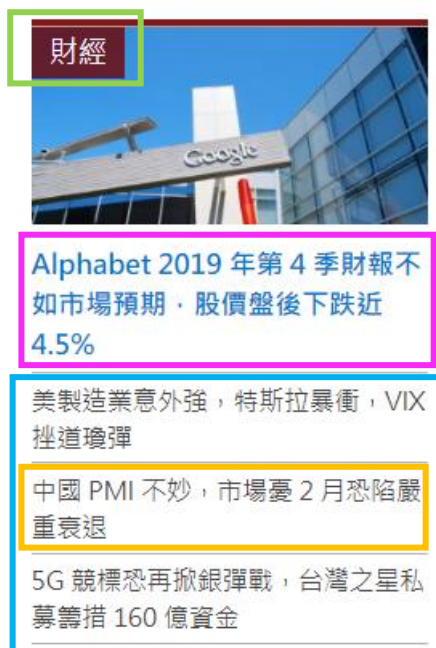 財經
Google
Alphabet 2019 年第 4 季財報不
如市場預期，股價盤後下跌近
4.5%
美製造業意外強，特斯拉暴衝，VIX
挫道瓊彈
中國 PMI 不妙，市場憂 2 月恐陷嚴
重衰退
5G 競標恐再掀銀彈戰，台灣之星私
募籌措 160 億資金